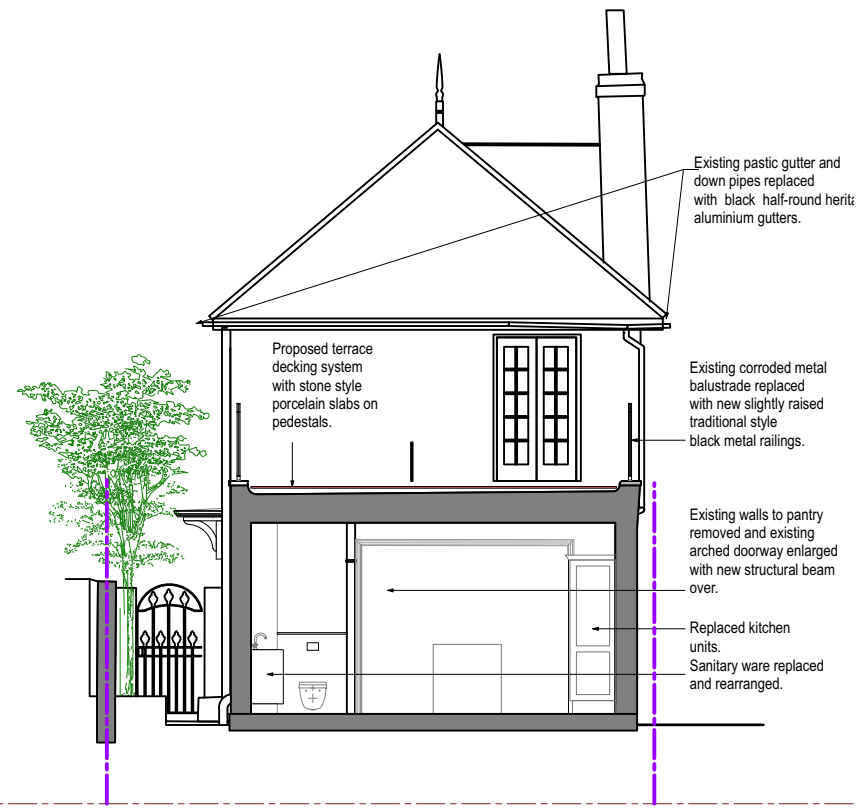 Existing pastic gutter and
down pipes replaced
with black half-round herita
aluminium gutters.
Proposed terrace
decking system
with stone style
porcelain slabs on
pedestals.
Existing corroded metal
balustrade replaced
with new slightly raised
traditional style
black metal railings.
Existing walls to pantry
removed and existing
arched doorway enlarged
with new structural beam
over.
Replaced kitchen
units.
Sanitary ware replaced
and rearranged.